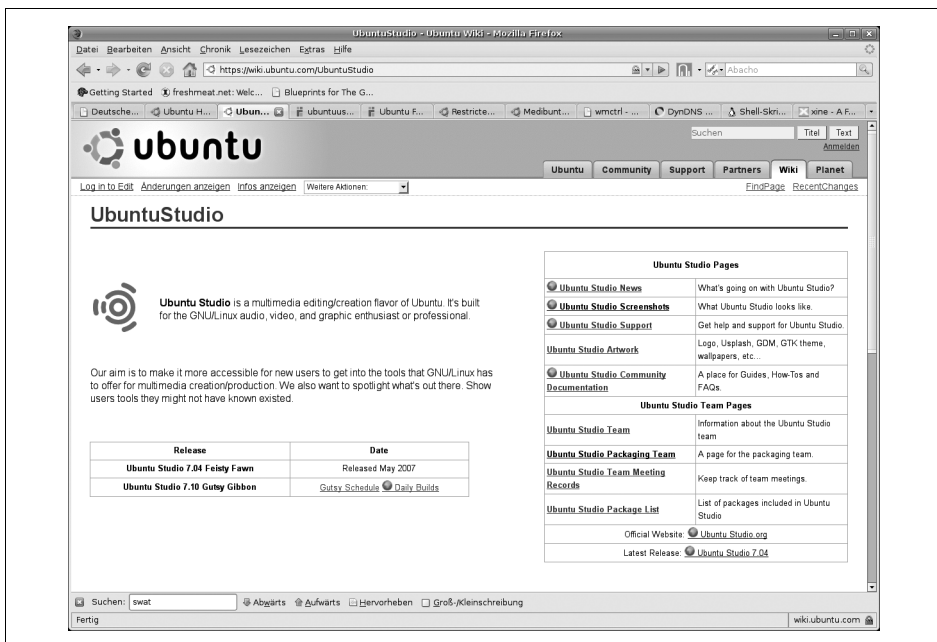 UbuntuStudio - Ubuntu Wiki - Mozilla Firefox
Datei Bearbeiten Ansicht Chronik Lesezeichen Extras Hilfe
https://wiki.ubuntu.com/UbuntuStudio
Abacho
Getting Started freshmeat.net: Welc... Blueprints for The G...
Deutsche... Ubuntu H... Ubun... ubuntuus... Ubuntu F... Restricte... Medibunt... wmctrl - ... DynDNS ... Shell-Skri... xine - A F...
ubuntu
Suchen Titel Text
Anmelden
Ubuntu Community Support Partners Wiki Planet
Log in to Edit Änderungen anzeigen Infos anzeigen Weitere Aktionen: FindPage RecentChanges
UbuntuStudio
Ubuntu Studio is a multimedia editing/creation flavor of Ubuntu. It's built
for the GNU/Linux audio, video, and graphic enthusiast or professional.
Our aim is to make it more accessible for new users to get into the tools that GNU/Linux has
to offer for multimedia creation/production. We also want to spotlight what's out there. Show
users tools they might not have known existed.
Release Date
Ubuntu Studio 7.04 Feisty Fawn Released May 2007
Ubuntu Studio 7.10 Gutsy Gibbon Gutsy Schedule Daily Builds
Ubuntu Studio Pages
Ubuntu Studio News What's going on with Ubuntu Studio?
Ubuntu Studio Screenshots What Ubuntu Studio looks like.
Ubuntu Studio Support Get help and support for Ubuntu Studio.
Ubuntu Studio Artwork Logo, Usplash, GDM, GTK theme,
wallpapers, etc...
Ubuntu Studio Community A place for Guides, How-Tos and
Documentation FAQs.
Ubuntu Studio Team Pages
Ubuntu Studio Team Information about the Ubuntu Studio
team
Ubuntu Studio Packaging Team A page for the packaging team.
Ubuntu Studio Team Meeting
Records Keep track of team meetings.
Ubuntu Studio Package List List of packages included in Ubuntu
Studio
Official Website: Ubuntu Studio.org
Latest Release: Ubuntu Studio 7.04
Suchen: swat Abwärts Aufwärts Hervorheben Groß-/Kleinschreibung
Fertig wiki.ubuntu.com